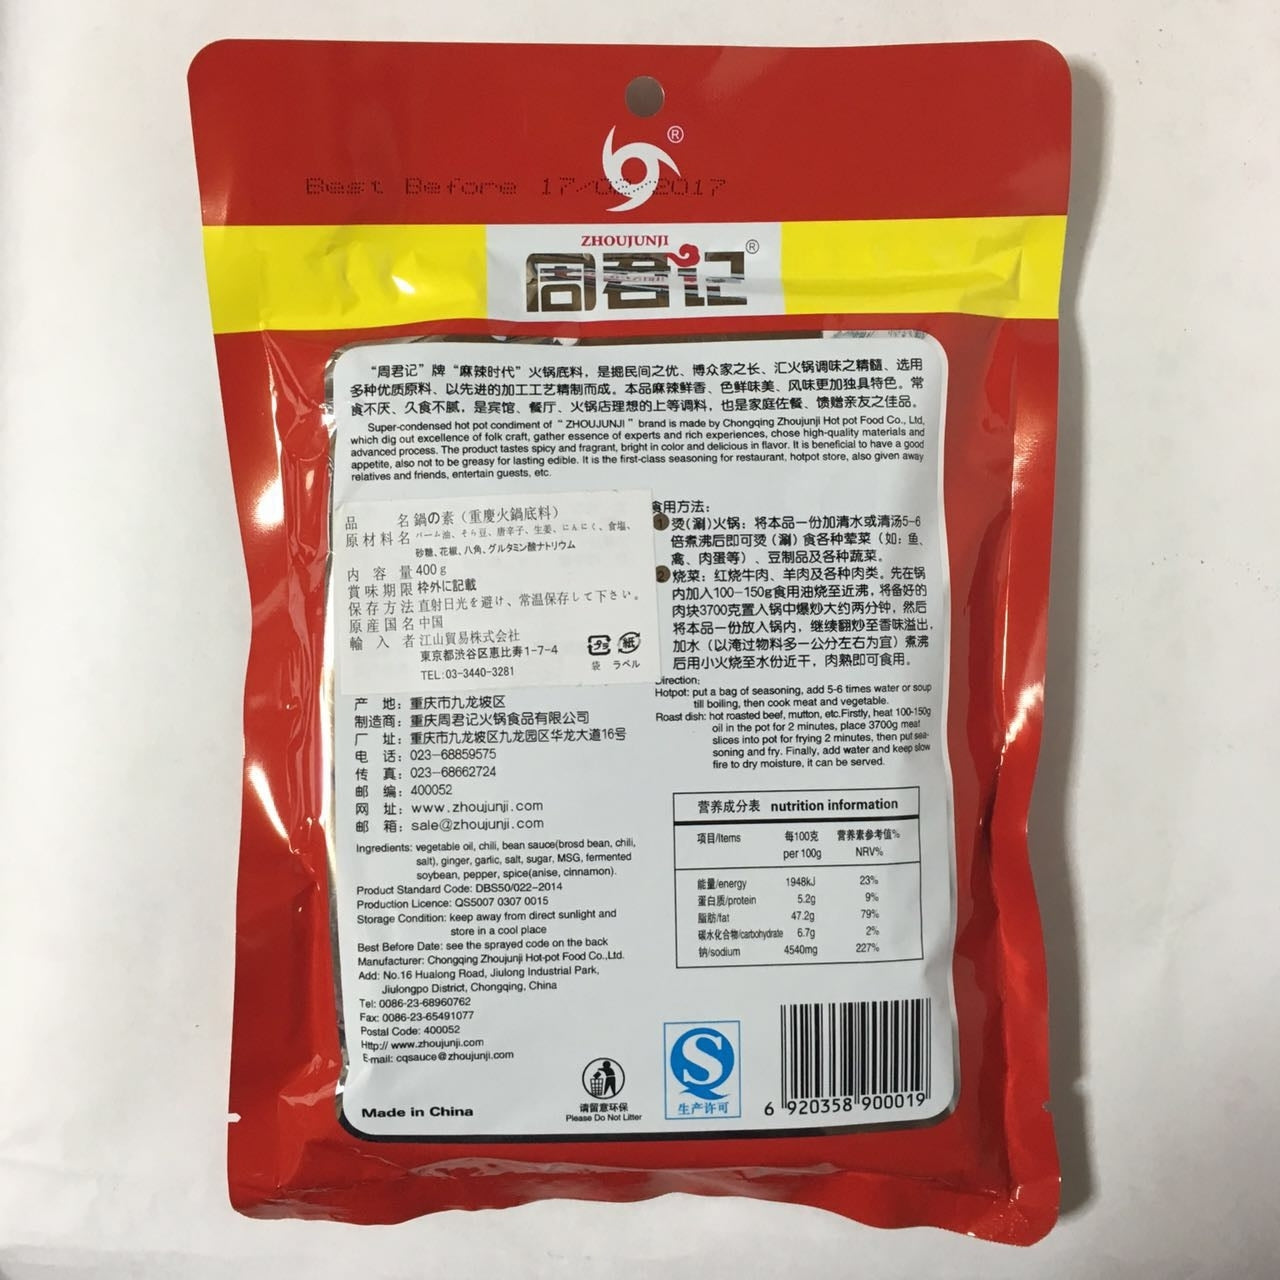 Best Before 17/02/2017
ZHOUJUNJI
周君记
“周君记”牌“麻辣时代”火锅底料，是掘民间之优、博众家之长、汇火锅调味之精髓、选用
多种优质原料、以先进的加工工艺精制而成。本品麻辣鲜香、色鲜味美、风味更加独具特色。常
食不厌、久食不腻，是宾馆、餐厅、火锅店理想的上等调料，也是家庭佐餐、馈赠亲友之佳品。
Super-condensed hot pot condiment of “ ZHOUJUNJI ” brand is made by Chongqing Zhoujunji Hot pot Food Co., Ltd,
which dig out excellence of folk craft, gather essence of experts and rich experiences, chose high-quality materials and
advanced process. The product tastes spicy and fragrant, bright in color and delicious in flavor. It is beneficial to have a good
appetite, also not to be greasy for lasting edible. It is the first-class seasoning for restaurant, hotpot store, also given away
relatives and friends, entertain guests, etc.
品名 鍋の素（重慶火鍋底料）
原材料名 パーム油、そら豆、唐辛子、生姜、にんにく、食塩、
砂糖、花椒、八角、グルタミン酸ナトリウム
内容量 400g
賞味期限 枠外に記載
保存方法 直射日光を避け、常温保存して下さい。
原産国名 中国
輸入者 江山貿易株式会社
東京都渋谷区恵比寿1-7-4
TEL:03-3440-3281
プラ 紙
袋 ラベル
产 地：重庆市九龙坡区
制造商：重庆周君记火锅食品有限公司
厂 址：重庆市九龙坡区九龙园区华龙大道16号
电 话：023-68859575
传 真：023-68662724
邮 编：400052
网 址：www.zhoujunji.com
邮 箱：sale@zhoujunji.com
Ingredients: vegetable oil, chili, bean sauce(brosd bean, chili,
salt), ginger, garlic, salt, sugar, MSG, fermented
soybean, pepper, spice(anise, cinnamon).
Product Standard Code: DBS50/022-2014
Production Licence: QS5007 0307 0015
Storage Condition: keep away from direct sunlight and
store in a cool place
Best Before Date: see the sprayed code on the back
Manufacturer: Chongqing Zhoujunji Hot-pot Food Co.,Ltd.
Add: No.16 Hualong Road, Jiulong Industrial Park,
Jiulongpo District, Chongqing, China
Tel: 0086-23-68960762
Fax: 0086-23-65491077
Postal Code: 400052
Http:// www.zhoujunji.com
E-mail: cqsauce@zhoujunji.com
Made in China
食用方法：
1 烫(涮)火锅：将本品一份加清水或清汤5-6
倍煮沸后即可烫（涮）食各种荤菜（如：鱼、
禽、肉蛋等）、豆制品及各种蔬菜。
2 烧菜：红烧牛肉、羊肉及各种肉类。先在锅
内加入100-150g食用油烧至近沸，将备好的
肉块3700克置入锅中爆炒大约两分钟，然后
将本品一份放入锅内，继续翻炒至香味溢出，
加水（以淹过物料多一公分左右为宜）煮沸
后用小火烧至水份近干，肉熟即可食用。
Direction:
Hotpot: put a bag of seasoning, add 5-6 times water or soup
till boiling, then cook meat and vegetable.
Roast dish: hot roasted beef, mutton, etc.Firstly, heat 100-150g
oil in the pot for 2 minutes, place 3700g meat
slices into pot for frying 2 minutes, then put sea-
soning and fry. Finally, add water and keep slow
fire to dry moisture, it can be served.
营养成分表 nutrition information
项目/Items 每100克 营养素参考值%
per 100g NRV%
能量/energy 1948kJ 23%
蛋白质/protein 5.2g 9%
脂肪/fat 47.2g 79%
碳水化合物/carbohydrate 6.7g 2%
钠/sodium 4540mg 227%
请留意环保
Please Do Not Litter
生产许可
6 920358 900019